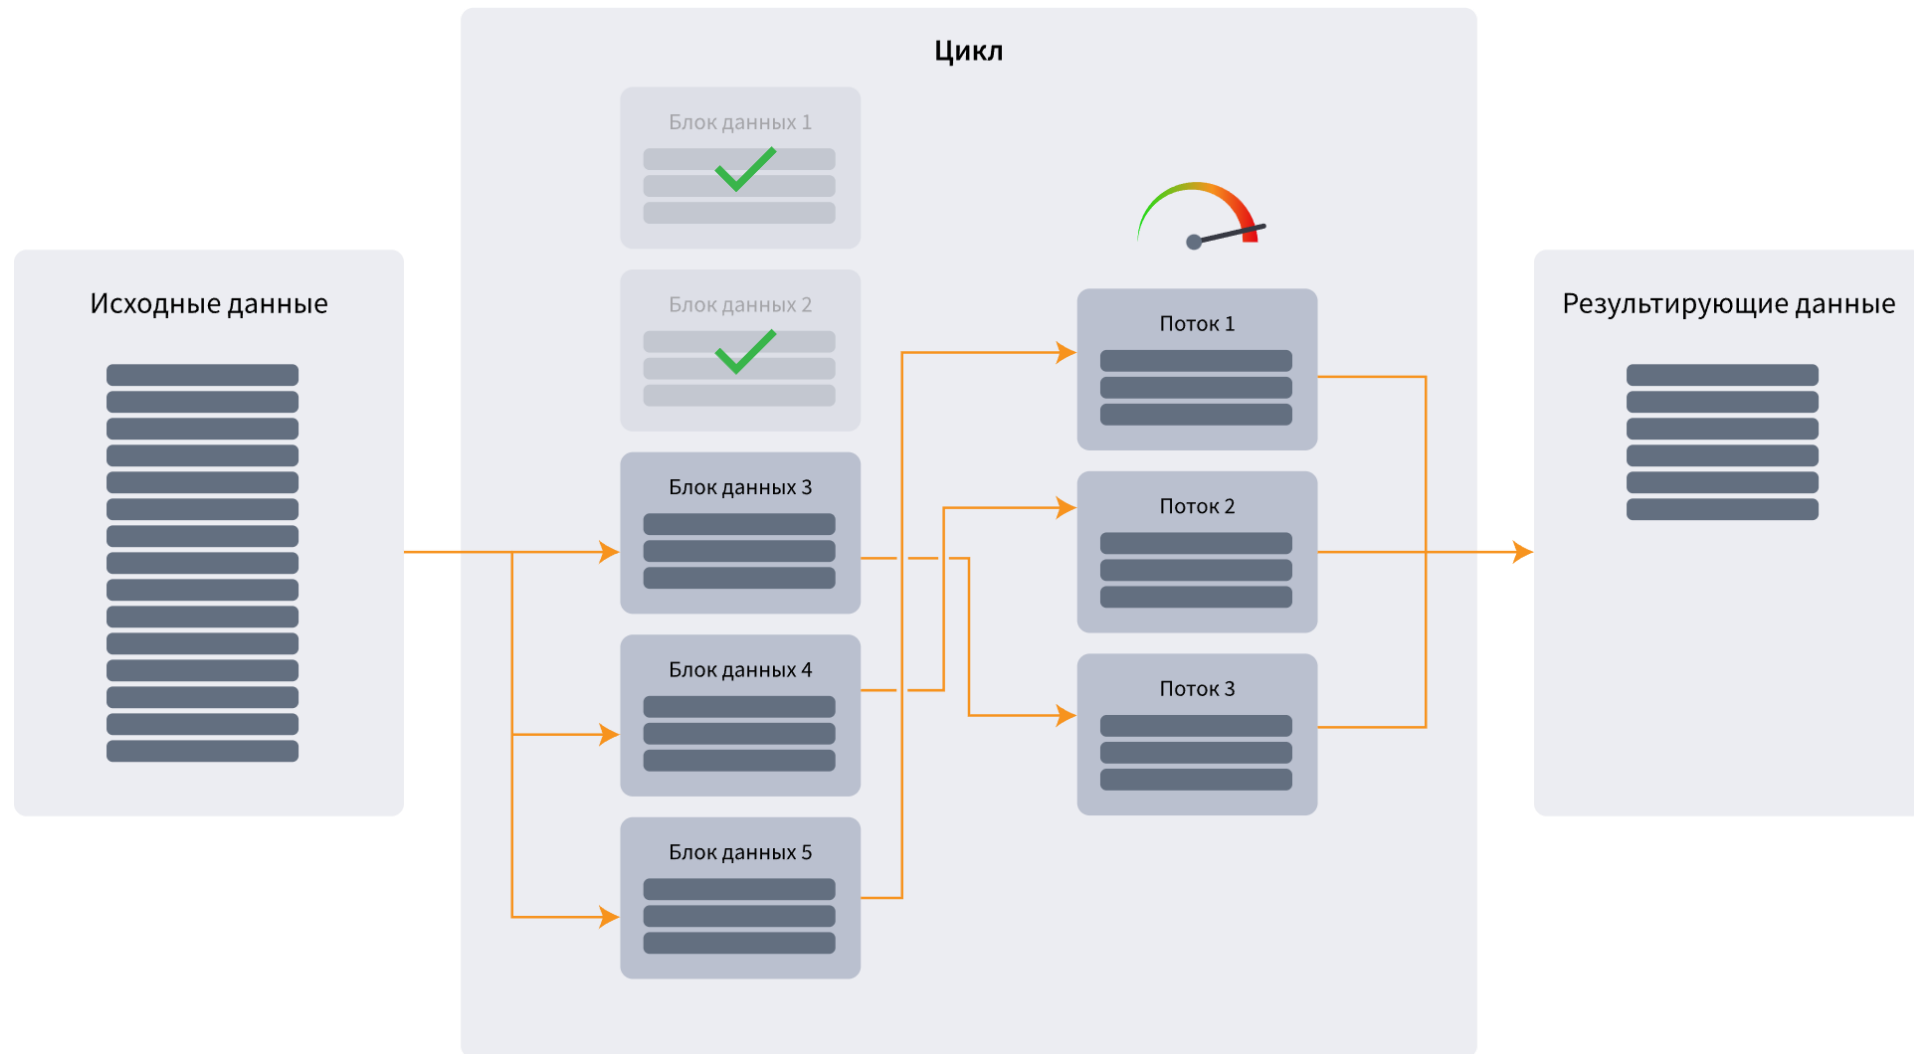 Цикл
Исходные данные
Блок данных 1
Блок данных 2
Блок данных 3
Блок данных 4
Блок данных 5
Поток 1
Поток 2
Поток 3
Результирующие данные